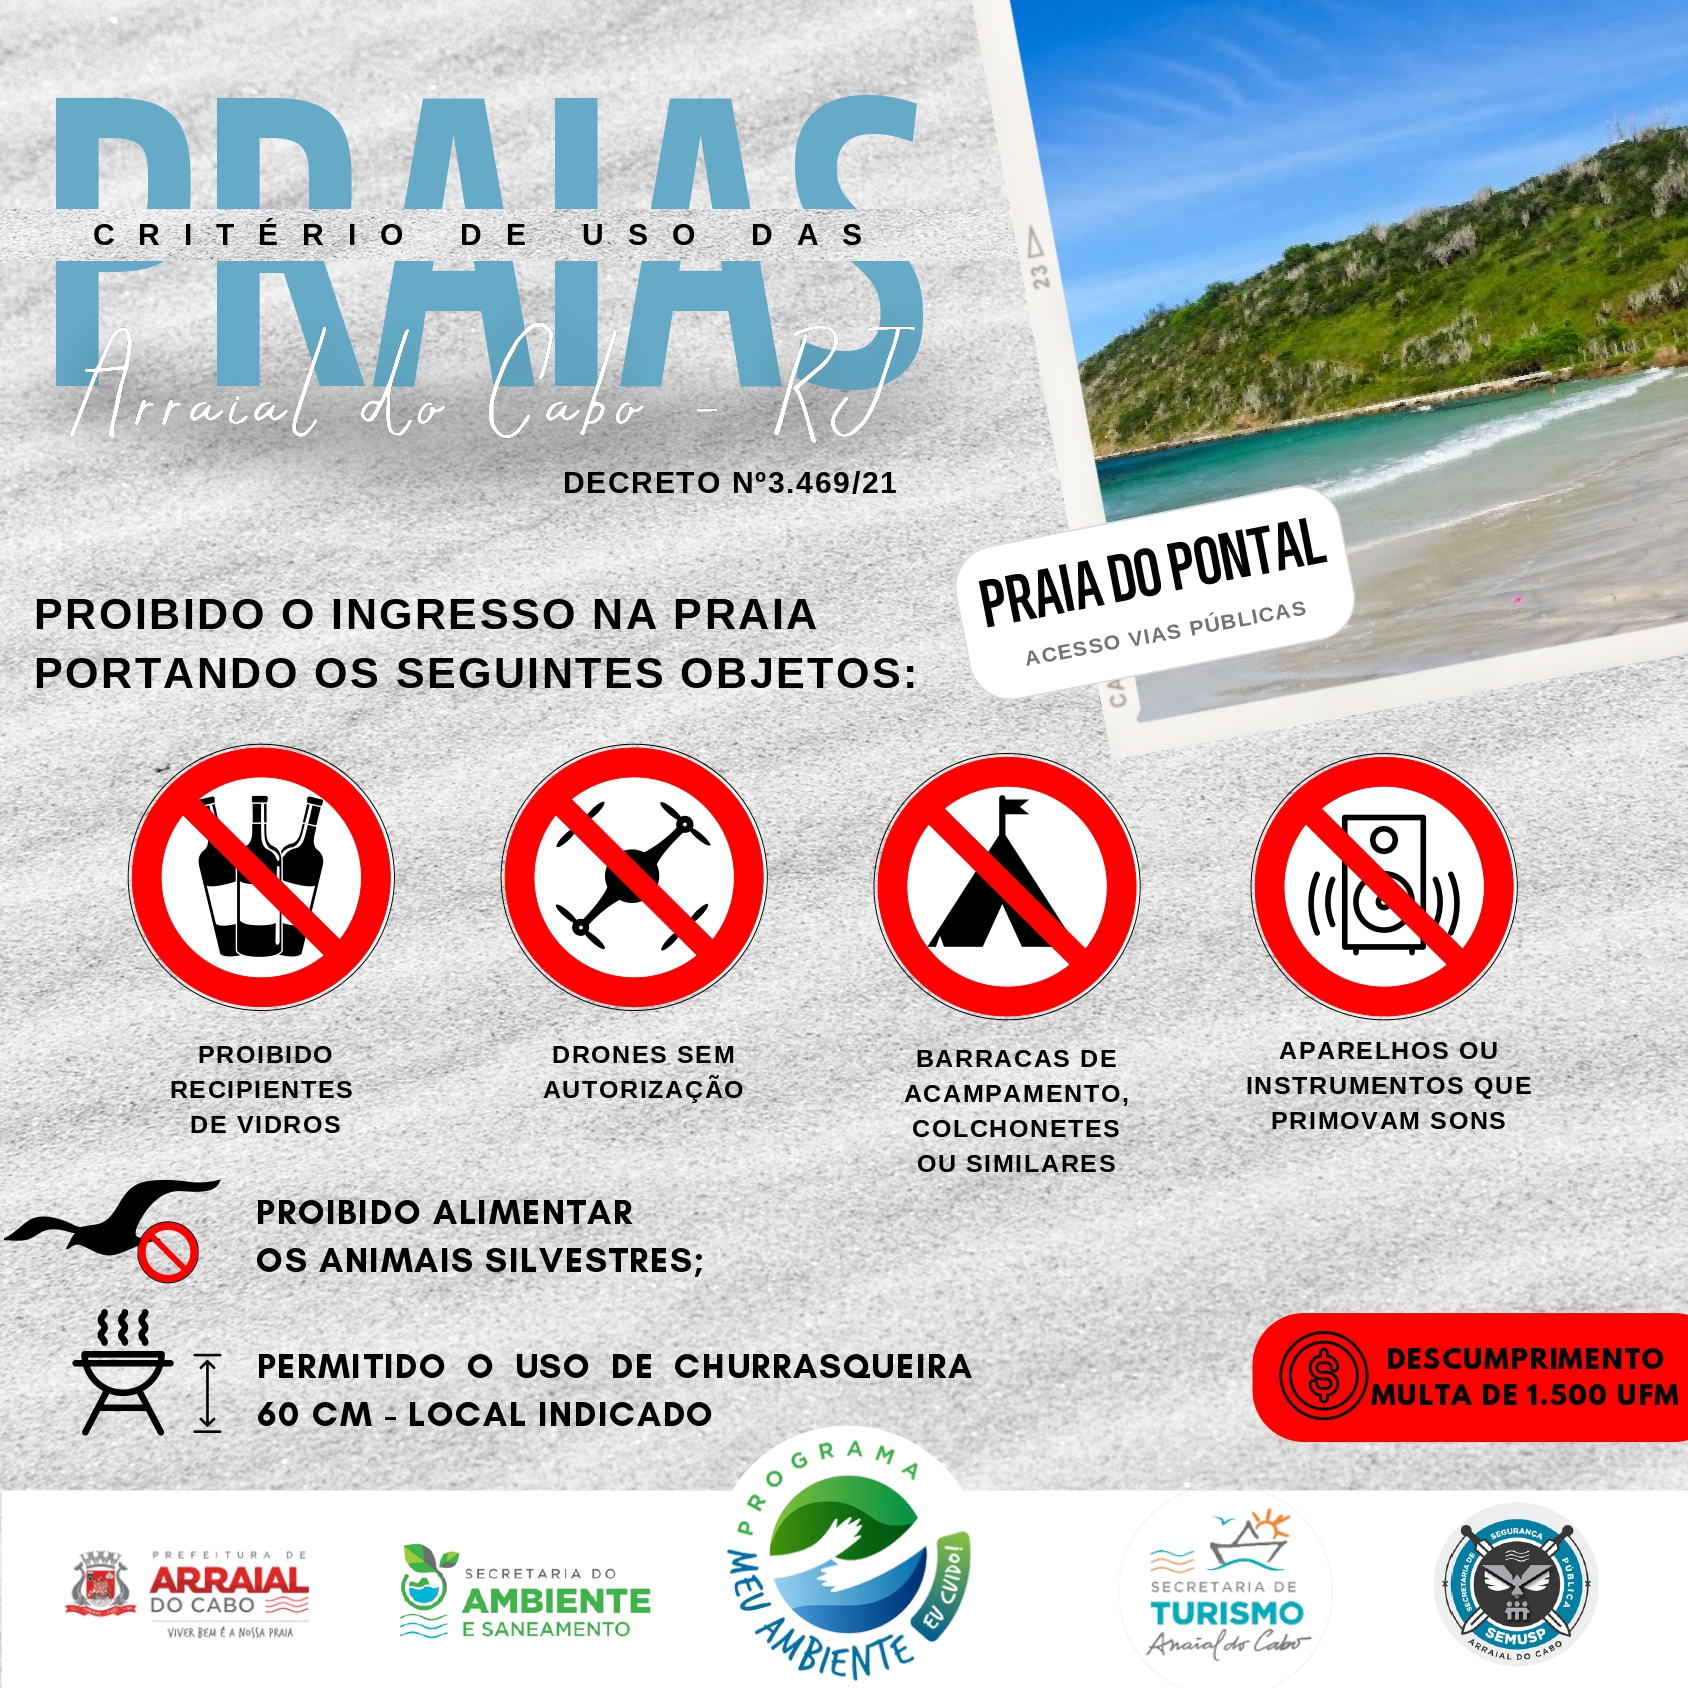 PRAIAS
CRITÉRIO DE USO DAS
Arraial do Cabo - RJ
DECRETO Nº3.469/21
23
PRAIA DO PONTAL
ACESSO VIAS PÚBLICAS
CA
PROIBIDO O INGRESSO NA PRAIA
PORTANDO OS SEGUINTES OBJETOS:
PROIBIDO
RECIPIENTES
DE VIDROS
DRONES SEM
AUTORIZAÇÃO
BARRACAS DE
ACAMPAMENTO,
COLCHONETES
OU SIMILARES
APARELHOS OU
INSTRUMENTOS QUE
PRIMOVAM SONS
PROIBIDO ALIMENTAR
OS ANIMAIS SILVESTRES;
PERMITIDO O USO DE CHURRASQUEIRA
60 CM - LOCAL INDICADO
DESCUMPRIMENTO
MULTA DE 1.500 UFM
PREFEITURA DE
ARRAIAL
DO CABO
VIVER BEM É A NOSSA PRAIA
SECRETARIA DO
AMBIENTE
E SANEAMENTO
PROGRAMA
MEU AMBIENTE
EU CUIDO!
SECRETARIA DE
TURISMO
Arraial do Cabo
SECRETARIA DE SEGURANÇA PÚBLICA
SEMUSP
ARRAIAL DO CABO